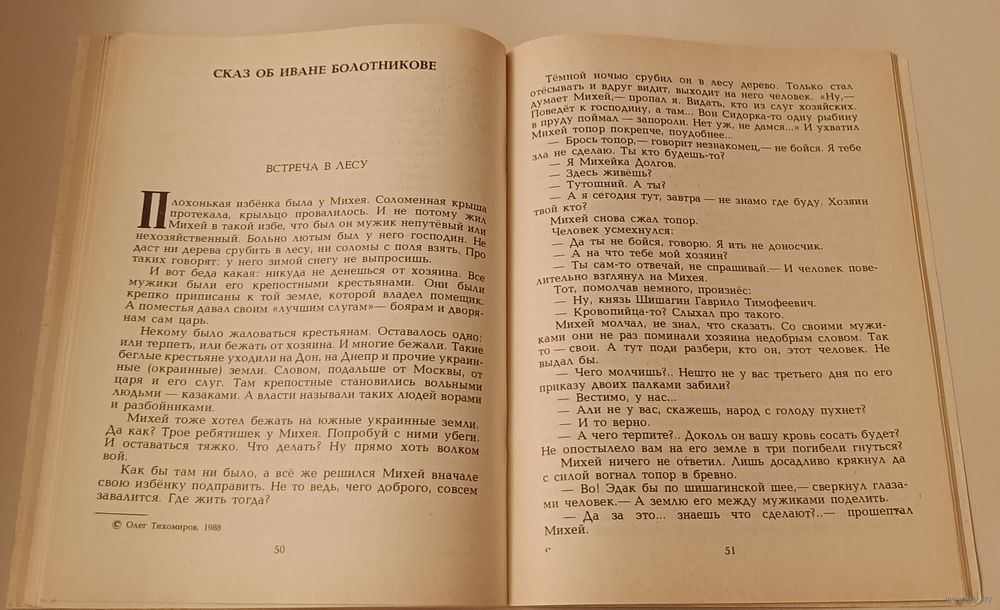 СКАЗ ОБ ИВАНЕ БОЛОТНИКОВЕ
ВСТРЕЧА В ЛЕСУ
Плохонькая избёнка была у Михея. Соломенная крыша
протекала, крыльцо провалилось. И не потому жил
Михей в такой избе, что был он мужик непутёвый или
нехозяйственный. Больно лютым был у него господин. Не
даст ни дерева срубить в лесу, ни соломы с поля взять. Про
таких говорят: у него зимой снегу не выпросишь.
И вот беда какая: никуда не денешься от хозяина. Все
мужики были его крепостными крестьянами. Они были
крепко приписаны к той земле, которой владел помещик.
А поместья давал своим «лучшим слугам»— боярам и дворя-
нам сам царь.
Некому было жаловаться крестьянам. Оставалось одно:
или терпеть, или бежать от хозяина. И многие бежали. Такие
беглые крестьяне уходили на Дон, на Днепр и прочие украин-
ные (окраинные) земли. Словом, подальше от Москвы, от
царя и его слуг. Там крепостные становились вольными
людьми — казаками. А власти называли таких людей ворами
и разбойниками.
Михей тоже хотел бежать на южные украинные земли.
Да как? Трое ребятишек у Михея. Попробуй с ними убеги.
И оставаться тяжко. Что делать? Ну прямо хоть волком
вой.
Как бы там ни было, а всё же решился Михей вначале
свою избёнку подправить. Не то ведь, чего доброго, совсем
завалится. Где жить тогда?
© Олег Тихомиров, 1988
50
Тёмной ночью срубил он в лесу дерево. Только стал
отёсывать и вдруг видит, выходит на него человек. «Ну,—
думает Михей,— пропал я. Видать, кто из слуг хозяйских.
Поведёт к господину, а там... Вон Сидорка-то одну рыбину
в пруду поймал — запороли. Нет уж, не дамся...» И ухватил
Михей топор покрепче, поудобнее...
— Брось топор,— говорит незнакомец,— не бойся. Я тебе
зла не сделаю. Ты кто будешь-то?
— Я Михейка Долгов.
— Здесь живёшь?
— Тутошний. А ты?
— А я сегодня тут, завтра — не знамо где буду. Хозяин
твой кто?
Михей снова сжал топор.
Человек усмехнулся:
— Да ты не бойся, говорю. Я ить не доносчик.
— А на что тебе мой хозяин?
— Ты сам-то отвечай, не спрашивай.— И человек пове-
лительно взглянул на Михея.
Тот, помолчав немного, произнёс:
— Ну, князь Шишагин Гаврило Тимофеевич.
— Кровопийца-то? Слыхал про такого.
Михей молчал, не знал, что сказать. Со своими мужи-
ками они не раз поминали хозяина недобрым словом. Так
то — свои. А тут поди разбери, кто он, этот человек. Не
выдал бы.
— Чего молчишь?.. Нешто не у вас третьего дня по его
приказу двоих палками забили?
— Вестимо, у нас...
— Али не у вас, скажешь, народ с голоду пухнет?
— И то верно.
— А чего терпите?.. Доколь он вашу кровь сосать будет?
Не опостылело вам на его земле в три погибели гнуться?
Михей ничего не ответил. Лишь досадливо крякнул да
с силой вогнал топор в бревно.
— Во! Эдак бы по шишагинской шее,— сверкнул глаза-
ми человек.— А землю его между мужиками поделить.
— Да за это... знаешь что сделают?..— прошептал
Михей.
51